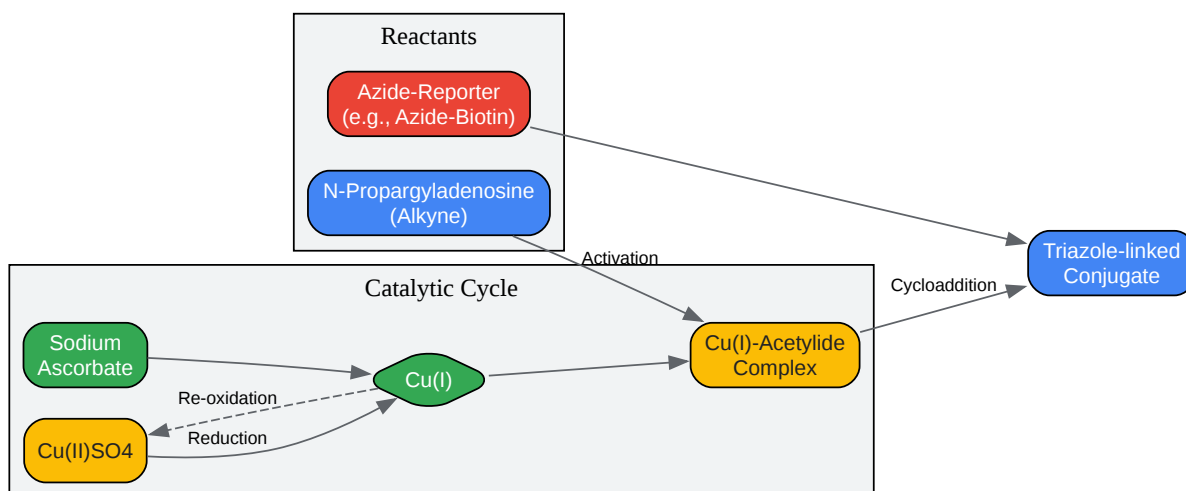 Reactants
Azide-Reporter
(e.g., Azide-Biotin)
N-Propargyladenosine
(Alkyne)
Activation
Catalytic Cycle
Sodium
Ascorbate
Cu(I)
Re-oxidation
Reduction
Cu(II)SO4
Cu(I)-Acetylide
Complex
Cycloaddition
Triazole-linked
Conjugate